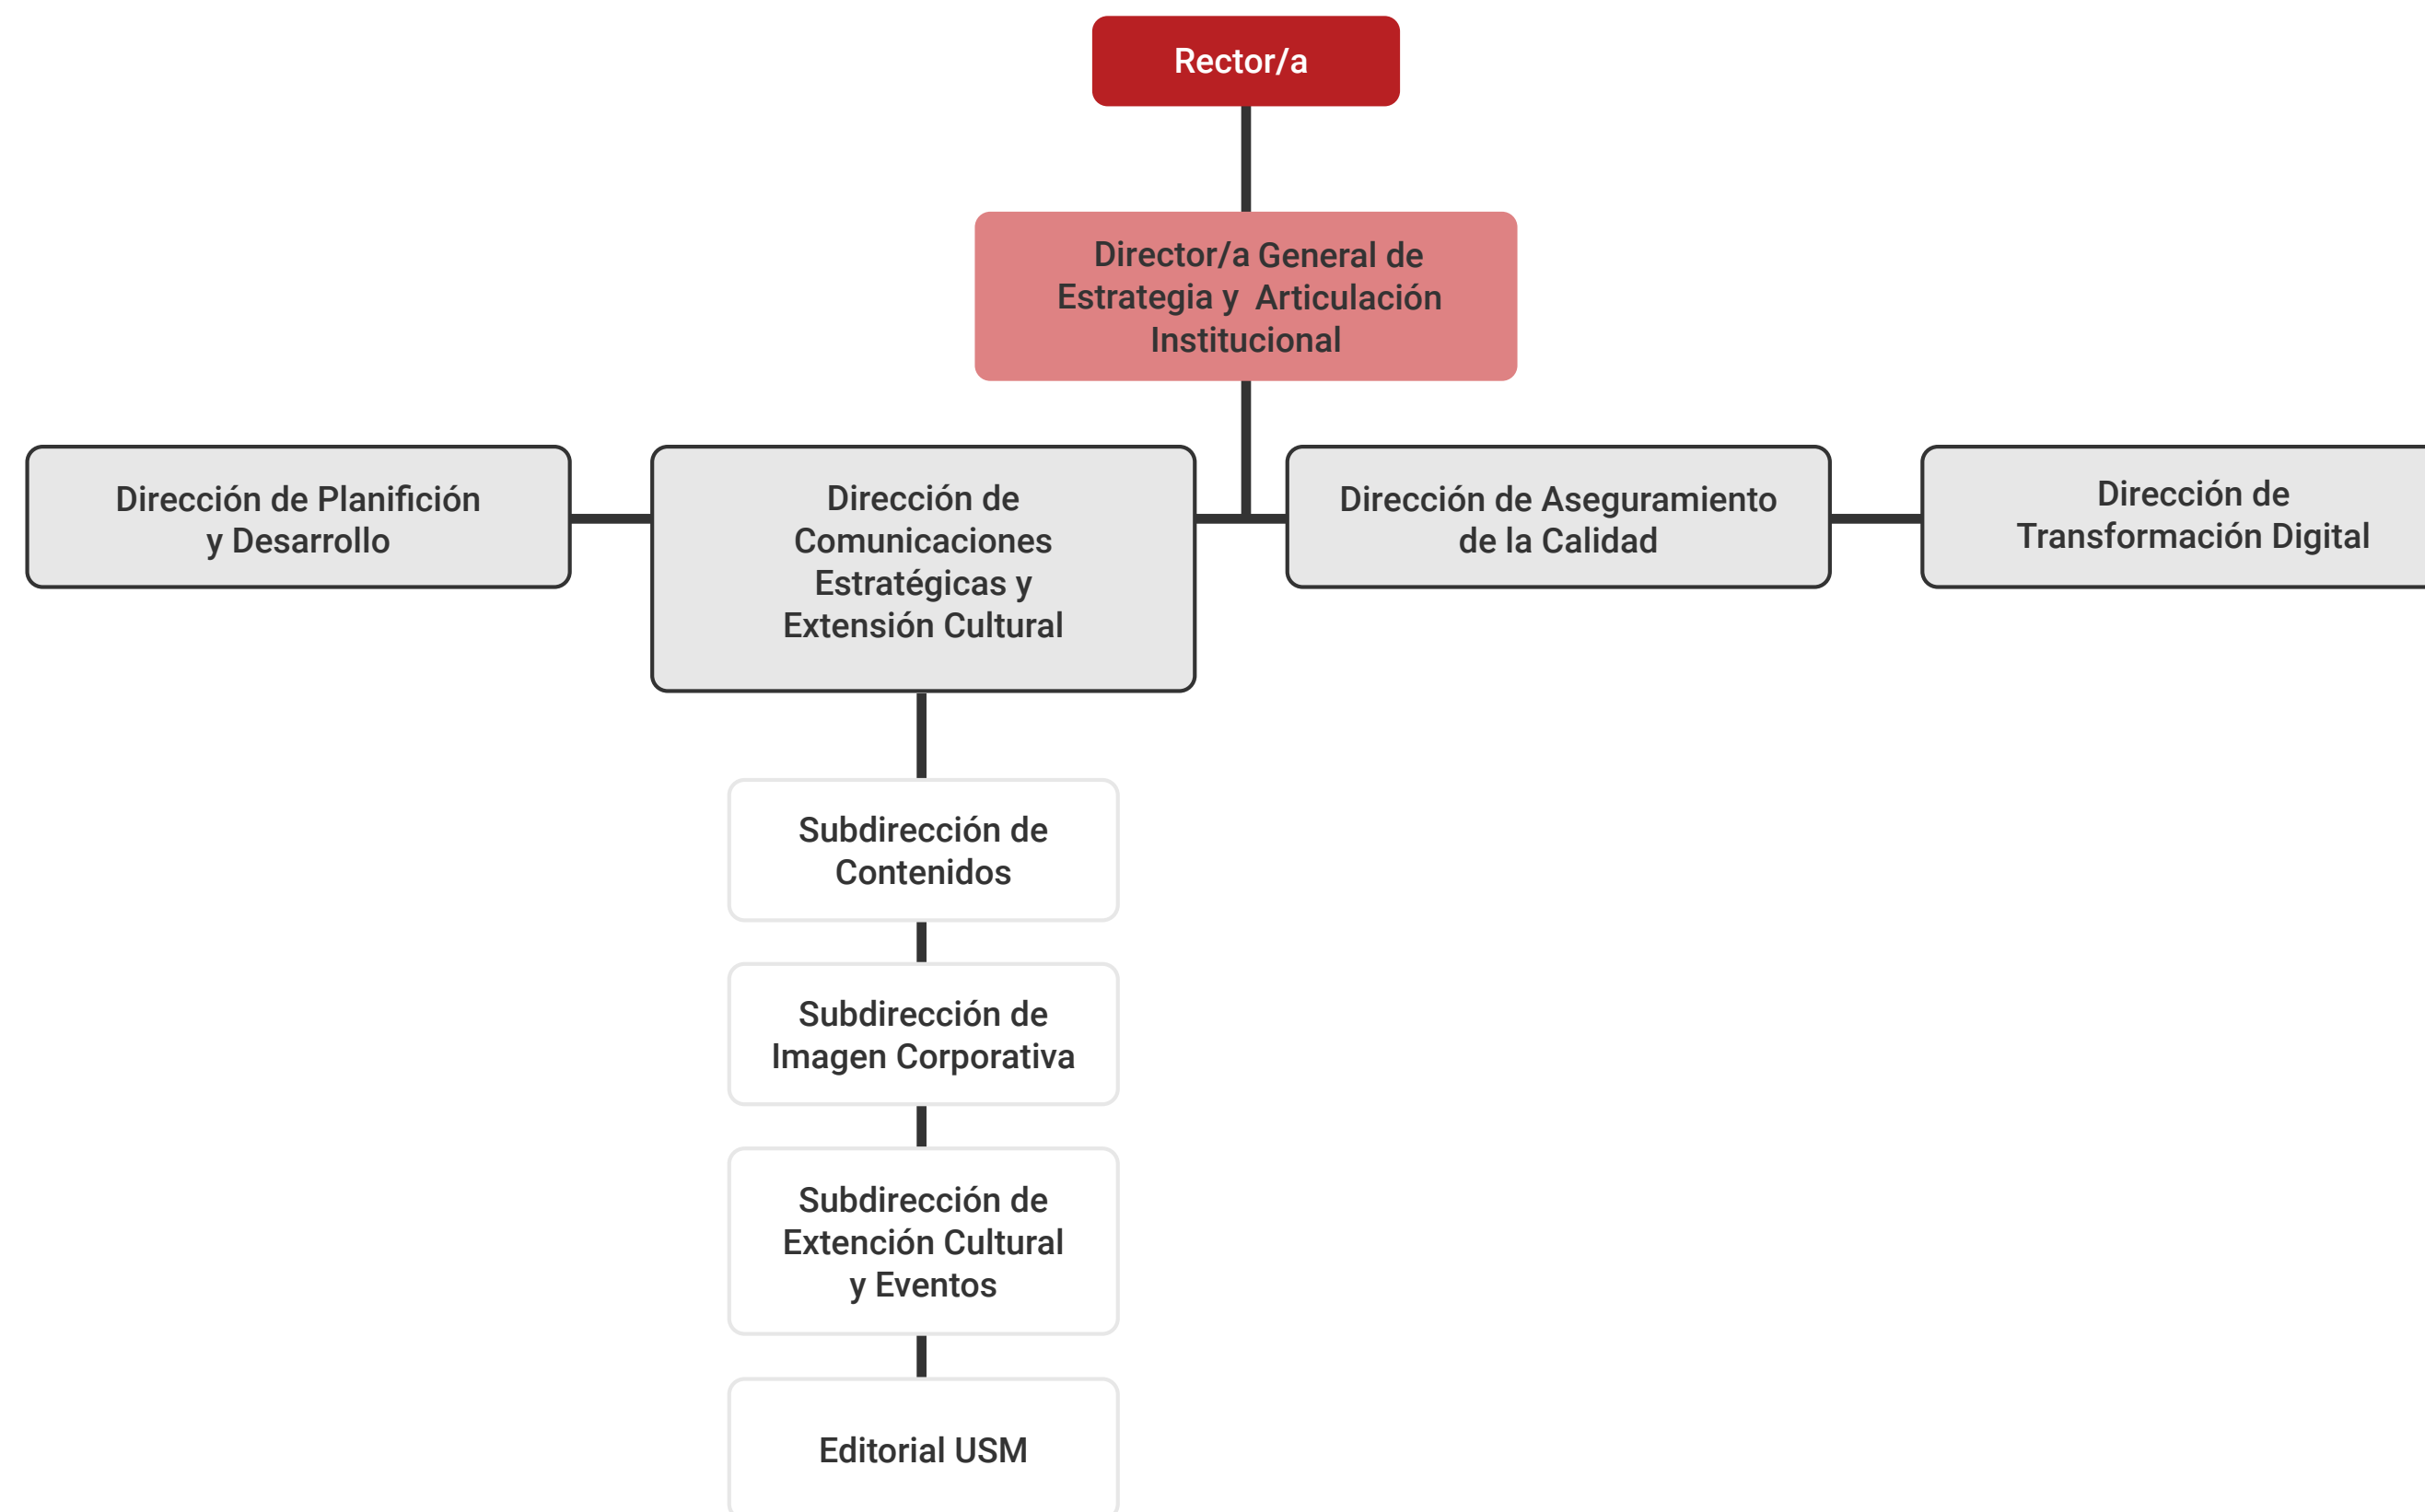 Rector/a
Director/a General de
Estrategia y Articulación
Institucional
Dirección de Planifición
y Desarrollo
Dirección de
Comunicaciones
Estratégicas y
Extensión Cultural
Dirección de Aseguramiento
de la Calidad
Dirección de
Transformación Digital
Subdirección de
Contenidos
Subdirección de
Imagen Corporativa
Subdirección de
Extención Cultural
y Eventos
Editorial USM